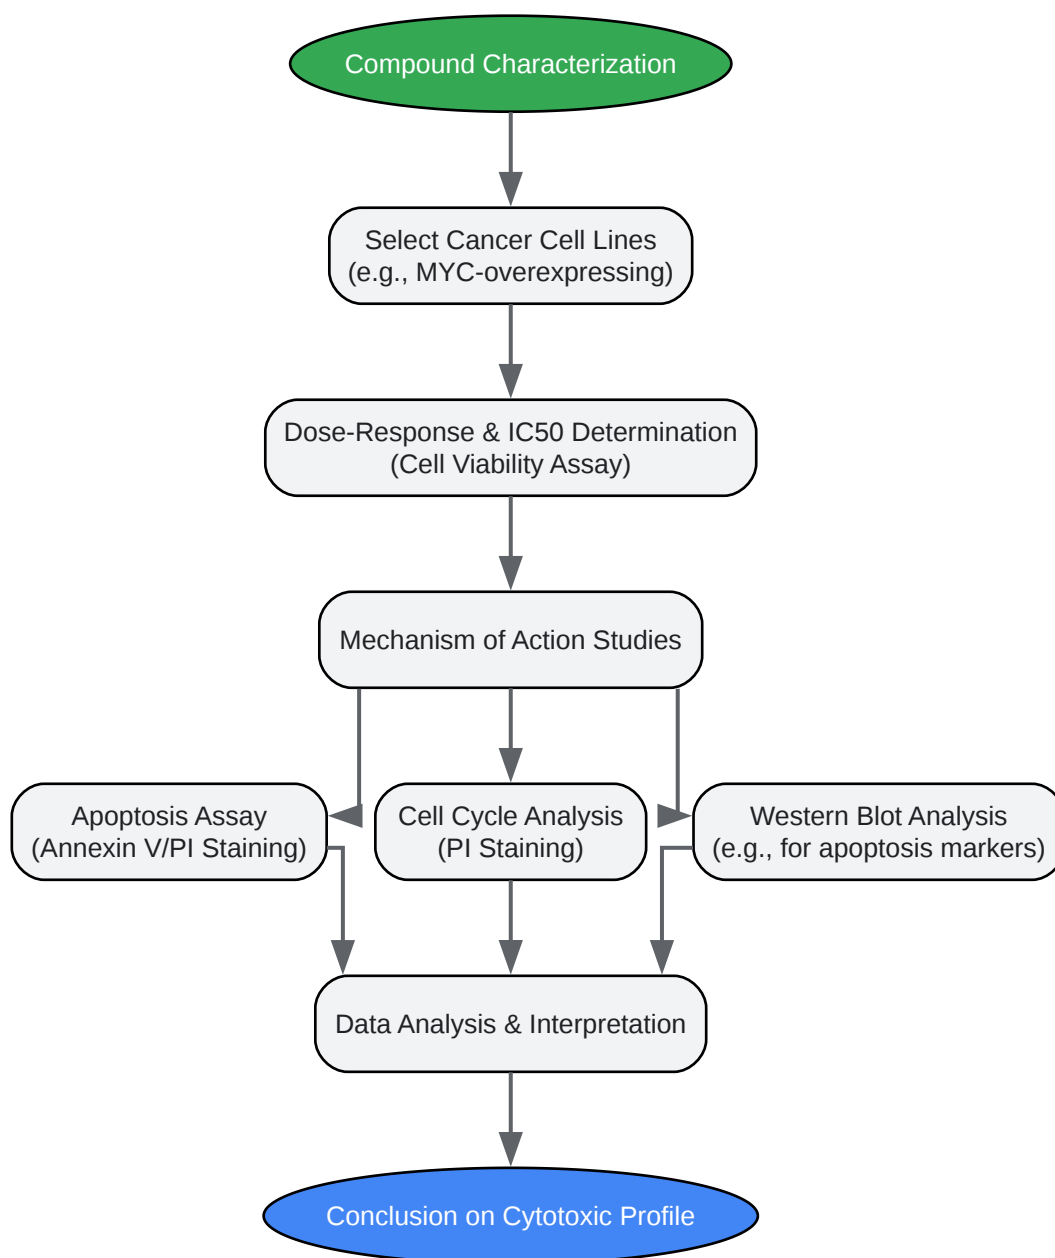 Compound Characterization
Select Cancer Cell Lines
(e.g., MYC-overexpressing)
Dose-Response & IC50 Determination
(Cell Viability Assay)
Mechanism of Action Studies
Apoptosis Assay
(Annexin V/PI Staining)
Cell Cycle Analysis
(PI Staining)
Western Blot Analysis
(e.g., for apoptosis markers)
Data Analysis & Interpretation
Conclusion on Cytotoxic Profile